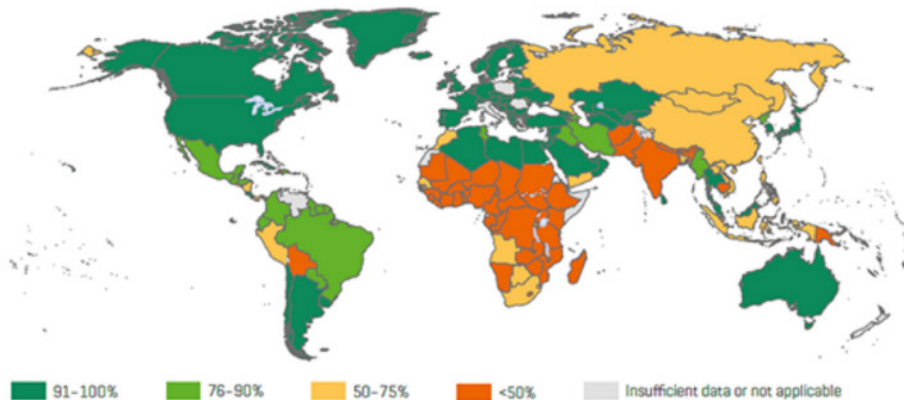 91–100%
76–90%
50–75%
<50%
Insufficient data or not applicable